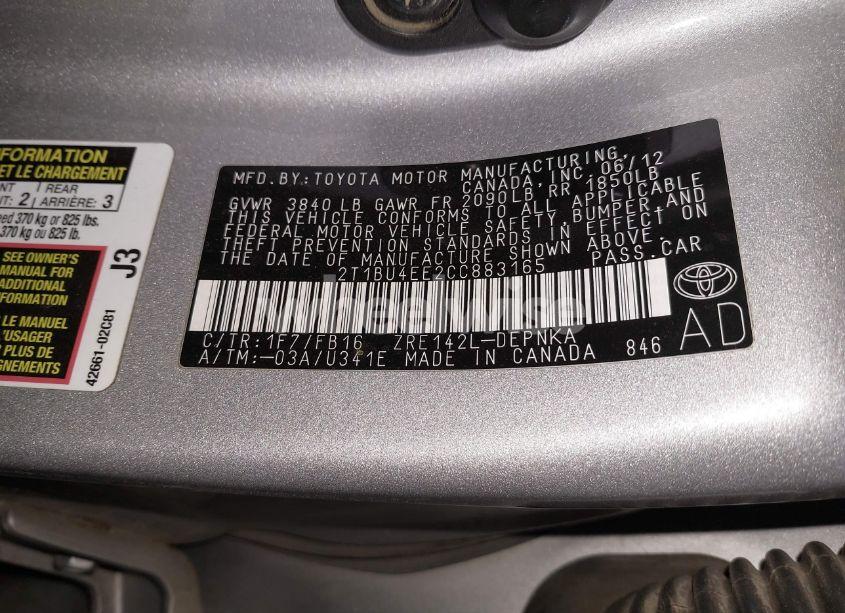 NFORMATION
ET LE CHARGEMENT
NT REAR
NT: 2 ARRIÈRE: 3
eed 370 kg or 825 lbs.
370 kg ou 825 lb.
SEE OWNER'S
MANUAL FOR
ADDITIONAL
INFORMATION
LE MANUEL
'USAGER
GNEMENTS
J3
42661-02C81
MFD. BY: TOYOTA MOTOR MANUFACTURING,
CANADA, INC. 06/12
GVWR 3840 LB GAWR FR 2090LB, RR 1850LB
THIS VEHICLE CONFORMS TO ALL APPLICABLE
FEDERAL MOTOR VEHICLE SAFETY, BUMPER, AND
THEFT PREVENTION STANDARDS IN EFFECT ON
THE DATE OF MANUFACTURE SHOWN ABOVE.
2T1BU4EE2CC883165 PASS. CAR
wheelwise
C/TR: 1F7/FB16 ZRE142L-DEPNKA
A/TM:-03A/U341E MADE IN CANADA 846
AD